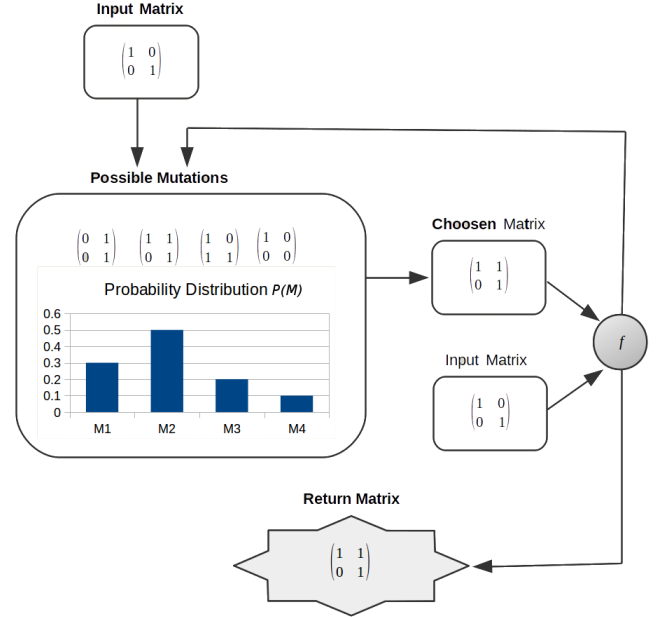 Input Matrix
1 0
0 1
Possible Mutations
0 1 1 1 1 0 1 0
0 1 0 1 1 1 0 0
Probability Distribution P(M)
0.6
0.5
0.4
0.3
0.2
0.1
0
M1 M2 M3 M4
Choosen Matrix
1 1
0 1
f
Input Matrix
1 0
0 1
Return Matrix
1 1
0 1